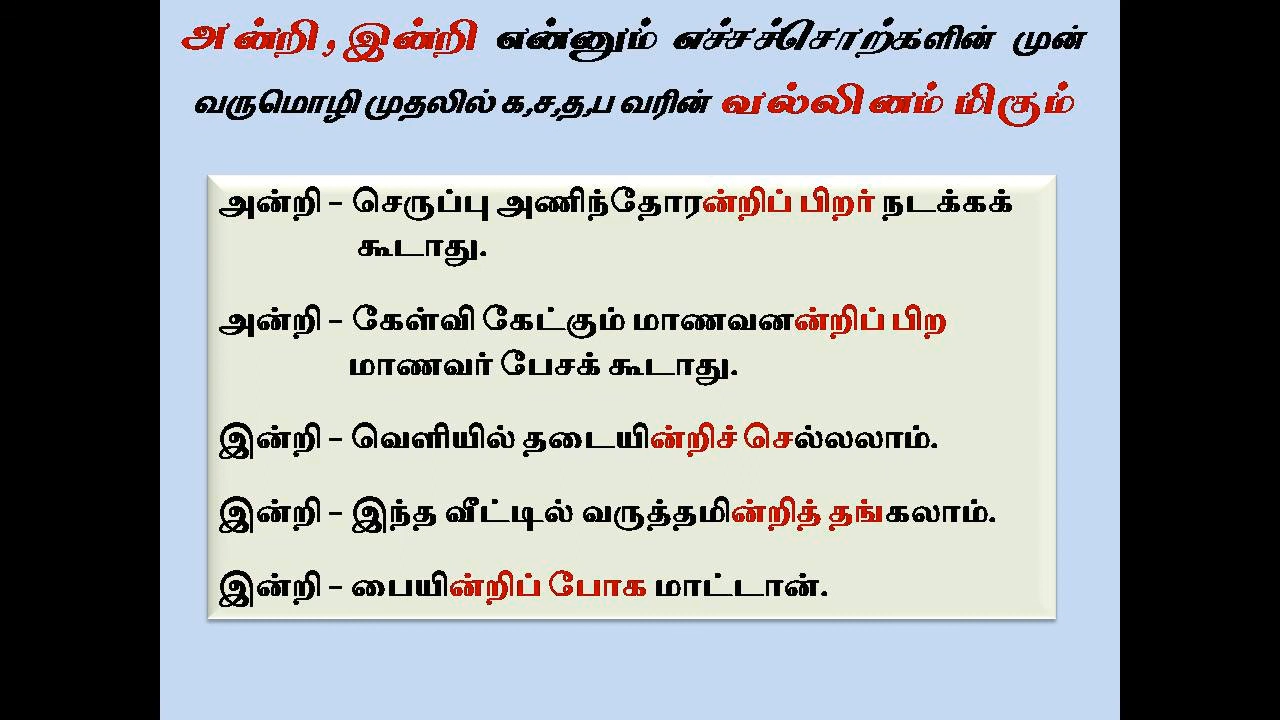 அன்றி, இன்றி என்னும் எச்சச்சொற்களின் முன்
வருமொழி முதலில் க,ச,த,ப வரின் வல்லினம் மிகும்
அன்றி – செருப்பு அணிந்தோரன்றிப் பிறர் நடக்கக்
கூடாது.
அன்றி – கேள்வி கேட்கும் மாணவனன்றிப் பிற
மாணவர் பேசக் கூடாது.
இன்றி – வெளியில் தடையின்றிச் செல்லலாம்.
இன்றி – இந்த வீட்டில் வருத்தமின்றித் தங்கலாம்.
இன்றி – பையின்றிப் போக மாட்டான்.